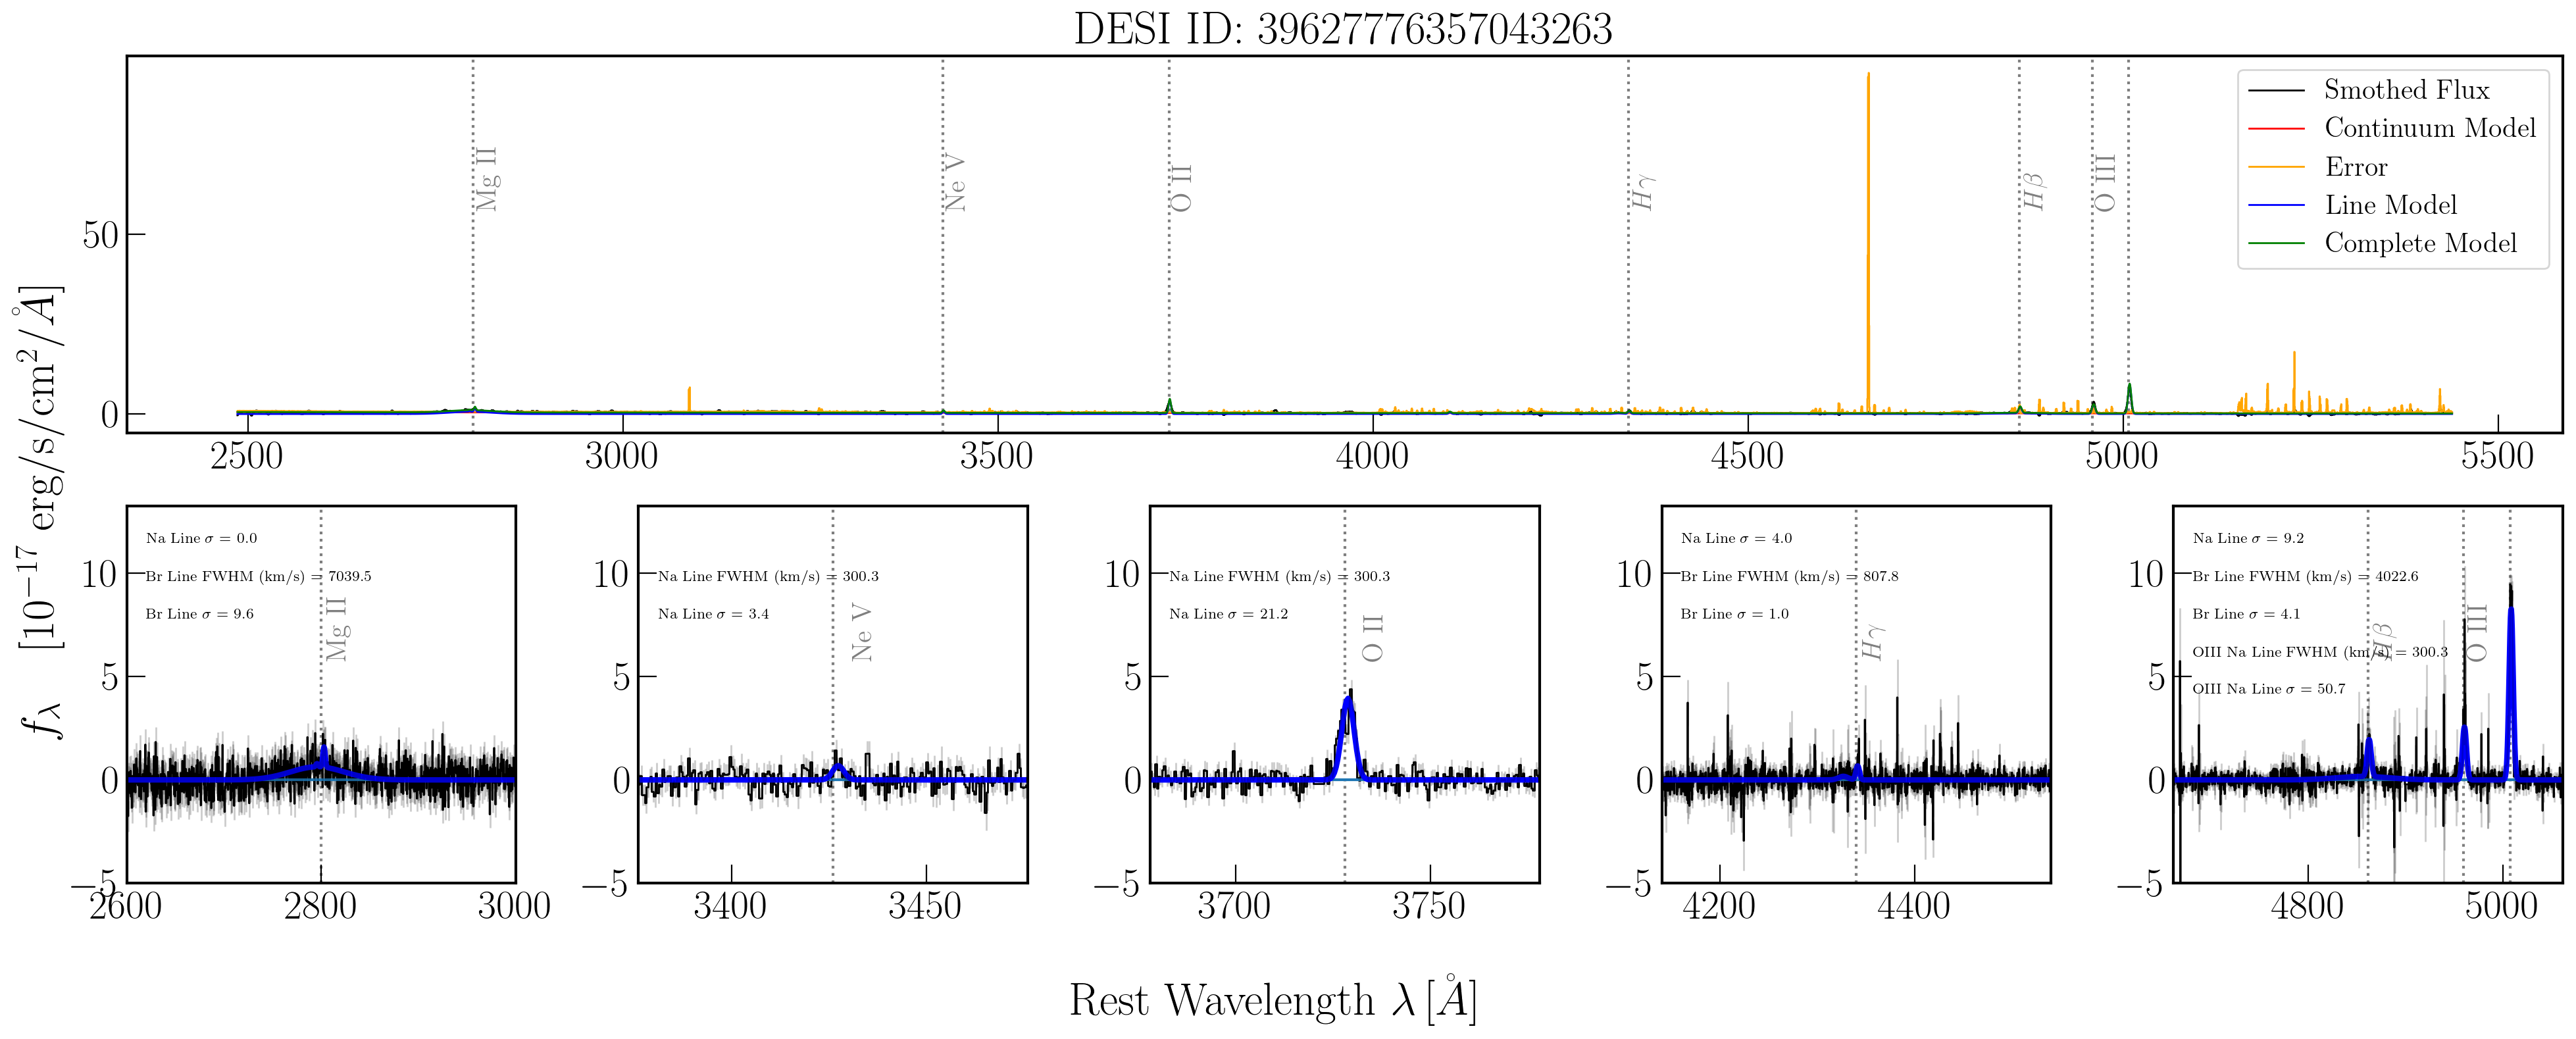 DESI ID: 39627776357043263
Smothed Flux
Continuum Model
Error
Line Model
Complete Model
Mg II
Ne V
O II
Hγ
Hβ
O III
50
0
2500 3000 3500 4000 4500 5000 5500
f_λ [10^{-17} erg/s/cm^2/Å]
Na Line σ = 0.0
Br Line FWHM (km/s) = 7039.5
Br Line σ = 9.6
Mg II
10
5
0
−5
2600 2800 3000
Na Line FWHM (km/s) = 300.3
Na Line σ = 3.4
Ne V
10
5
0
−5
3400 3450
Na Line FWHM (km/s) = 300.3
Na Line σ = 21.2
O II
10
5
0
−5
3700 3750
Na Line σ = 4.0
Br Line FWHM (km/s) = 807.8
Br Line σ = 1.0
Hγ
10
5
0
−5
4200 4400
Na Line σ = 9.2
Br Line FWHM (km/s) = 4022.6
Br Line σ = 4.1
OIII Na Line FWHM (km/s) = 300.3
OIII Na Line σ = 50.7
Hβ
O III
10
5
0
−5
4800 5000
Rest Wavelength λ [Å]